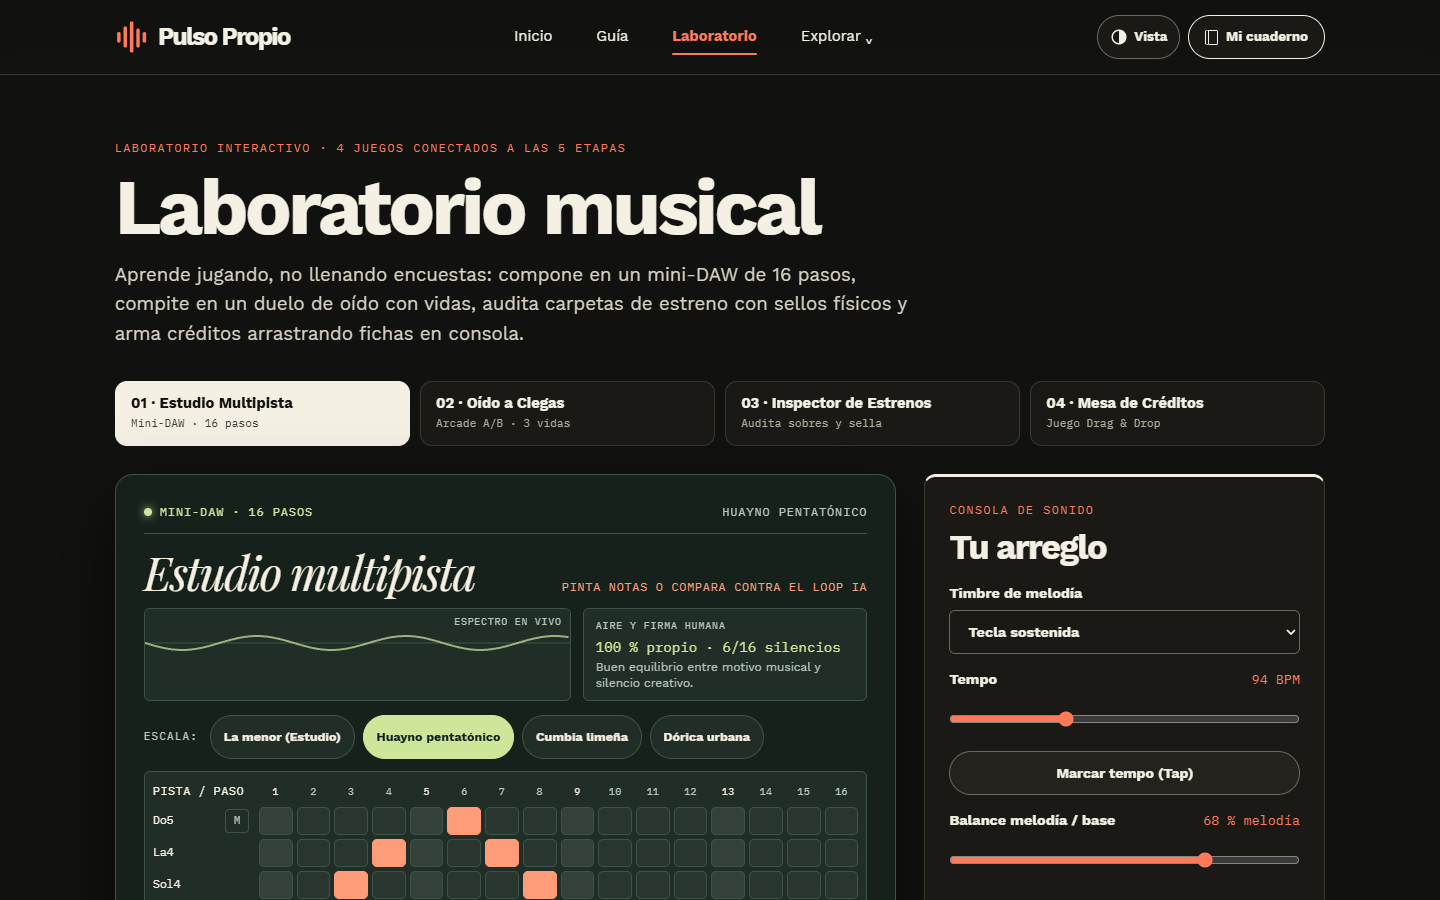 Pulso Propio
Inicio
Guía
Laboratorio
Explorar
Vista
Mi cuaderno
LABORATORIO INTERACTIVO · 4 JUEGOS CONECTADOS A LAS 5 ETAPAS
Laboratorio musical
Aprende jugando, no llenando encuestas: compone en un mini-DAW de 16 pasos,
compite en un duelo de oído con vidas, audita carpetas de estreno con sellos físicos y
arma créditos arrastrando fichas en consola.
01 · Estudio Multipista
Mini-DAW · 16 pasos
02 · Oído a Ciegas
Arcade A/B · 3 vidas
03 · Inspector de Estrenos
Audita sobres y sella
04 · Mesa de Créditos
Juego Drag & Drop
MINI-DAW · 16 PASOS
HUAYNO PENTATÓNICO
Estudio multipista
PINTA NOTAS O COMPARA CONTRA EL LOOP IA
ESPECTRO EN VIVO
AIRE Y FIRMA HUMANA
100 % propio · 6/16 silencios
Buen equilibrio entre motivo musical y
silencio creativo.
ESCALA:
La menor (Estudio)
Huayno pentatónico
Cumbia limeña
Dórica urbana
PISTA / PASO 1 2 3 4 5 6 7 8 9 10 11 12 13 14 15 16
Do5 M
La4
Sol4
CONSOLA DE SONIDO
Tu arreglo
Timbre de melodía
Tecla sostenida
Tempo 94 BPM
Marcar tempo (Tap)
Balance melodía / base 68 % melodía